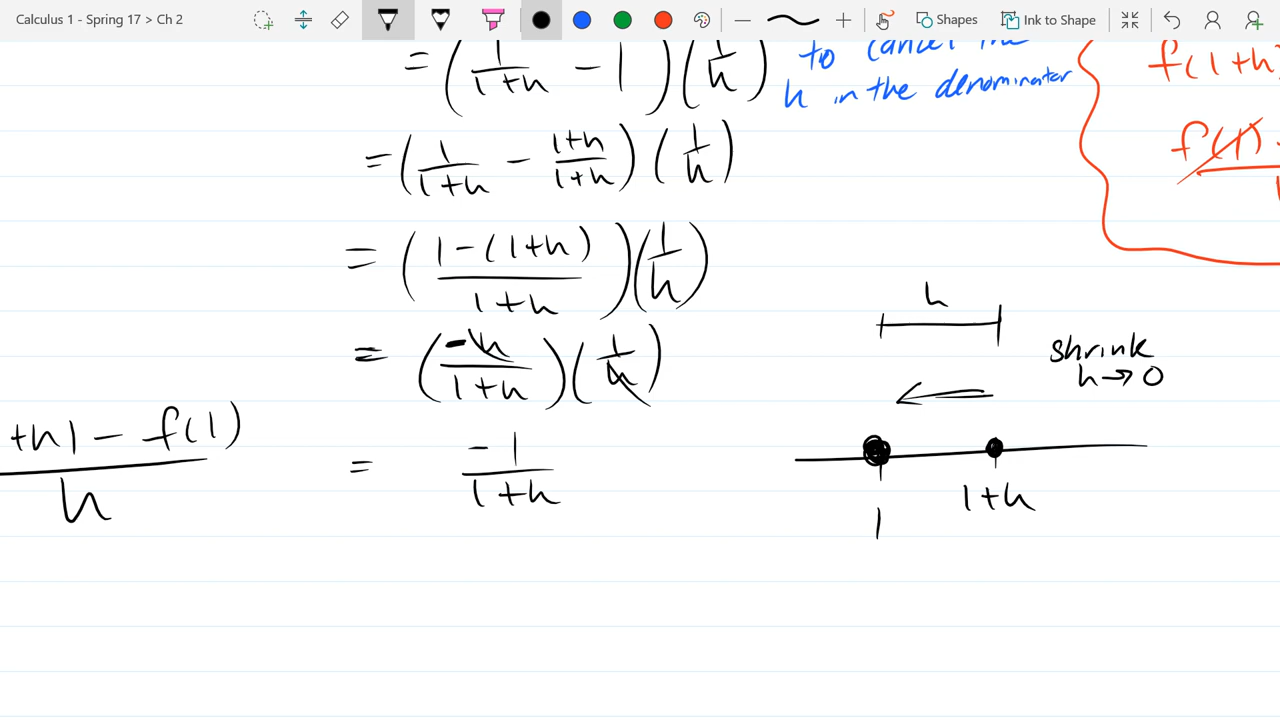 Calculus 1 - Spring 17 > Ch 2
Shapes
Ink to Shape
= (1/(1+h) - 1)(1/h)
to cancel the
h in the denominator
f(1+h)
f(1)
= (1/(1+h) - (1+h)/(1+h))(1/h)
= ((1-(1+h))/(1+h))(1/h)
= (-h/(1+h))(1/h)
(+h) - f(1))/h = -1/(1+h)
h
shrink
h→0
1
1+h